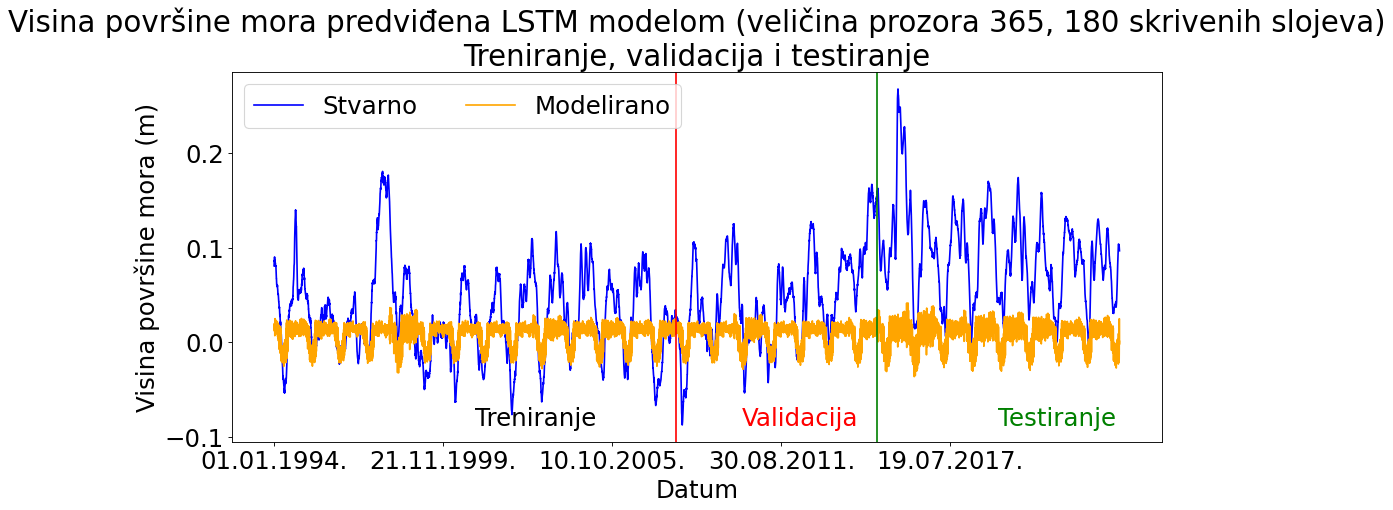 Visina površine mora predviđena LSTM modelom (veličina prozora 365, 180 skrivenih slojeva)
Treniranje, validacija i testiranje
Stvarno
Modelirano
Visina površine mora (m)
0.2
0.1
0.0
−0.1
Treniranje
Validacija
Testiranje
01.01.1994.
21.11.1999.
10.10.2005.
30.08.2011.
19.07.2017.
Datum